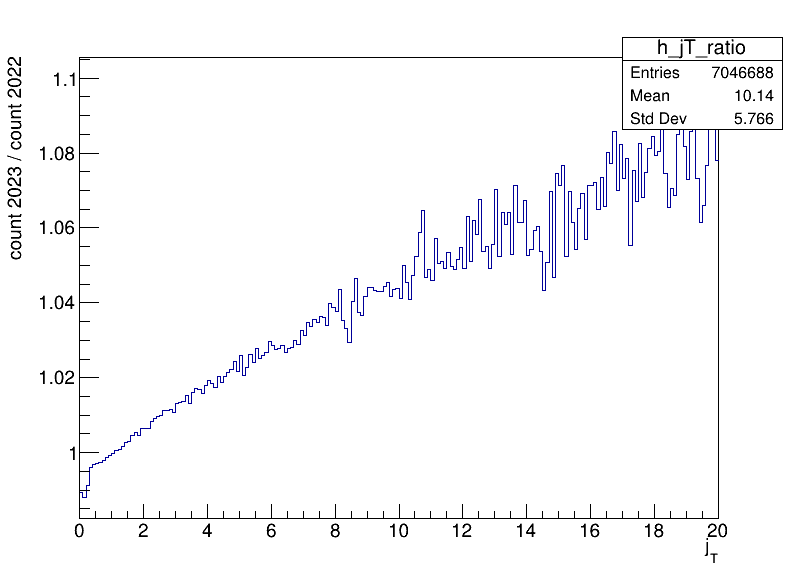 h_jT_ratio
Entries 7046688
Mean 10.14
Std Dev 5.766
count 2023 / count 2022
1.1
1.08
1.06
1.04
1.02
1
0 2 4 6 8 10 12 14 16 18 20
j_T